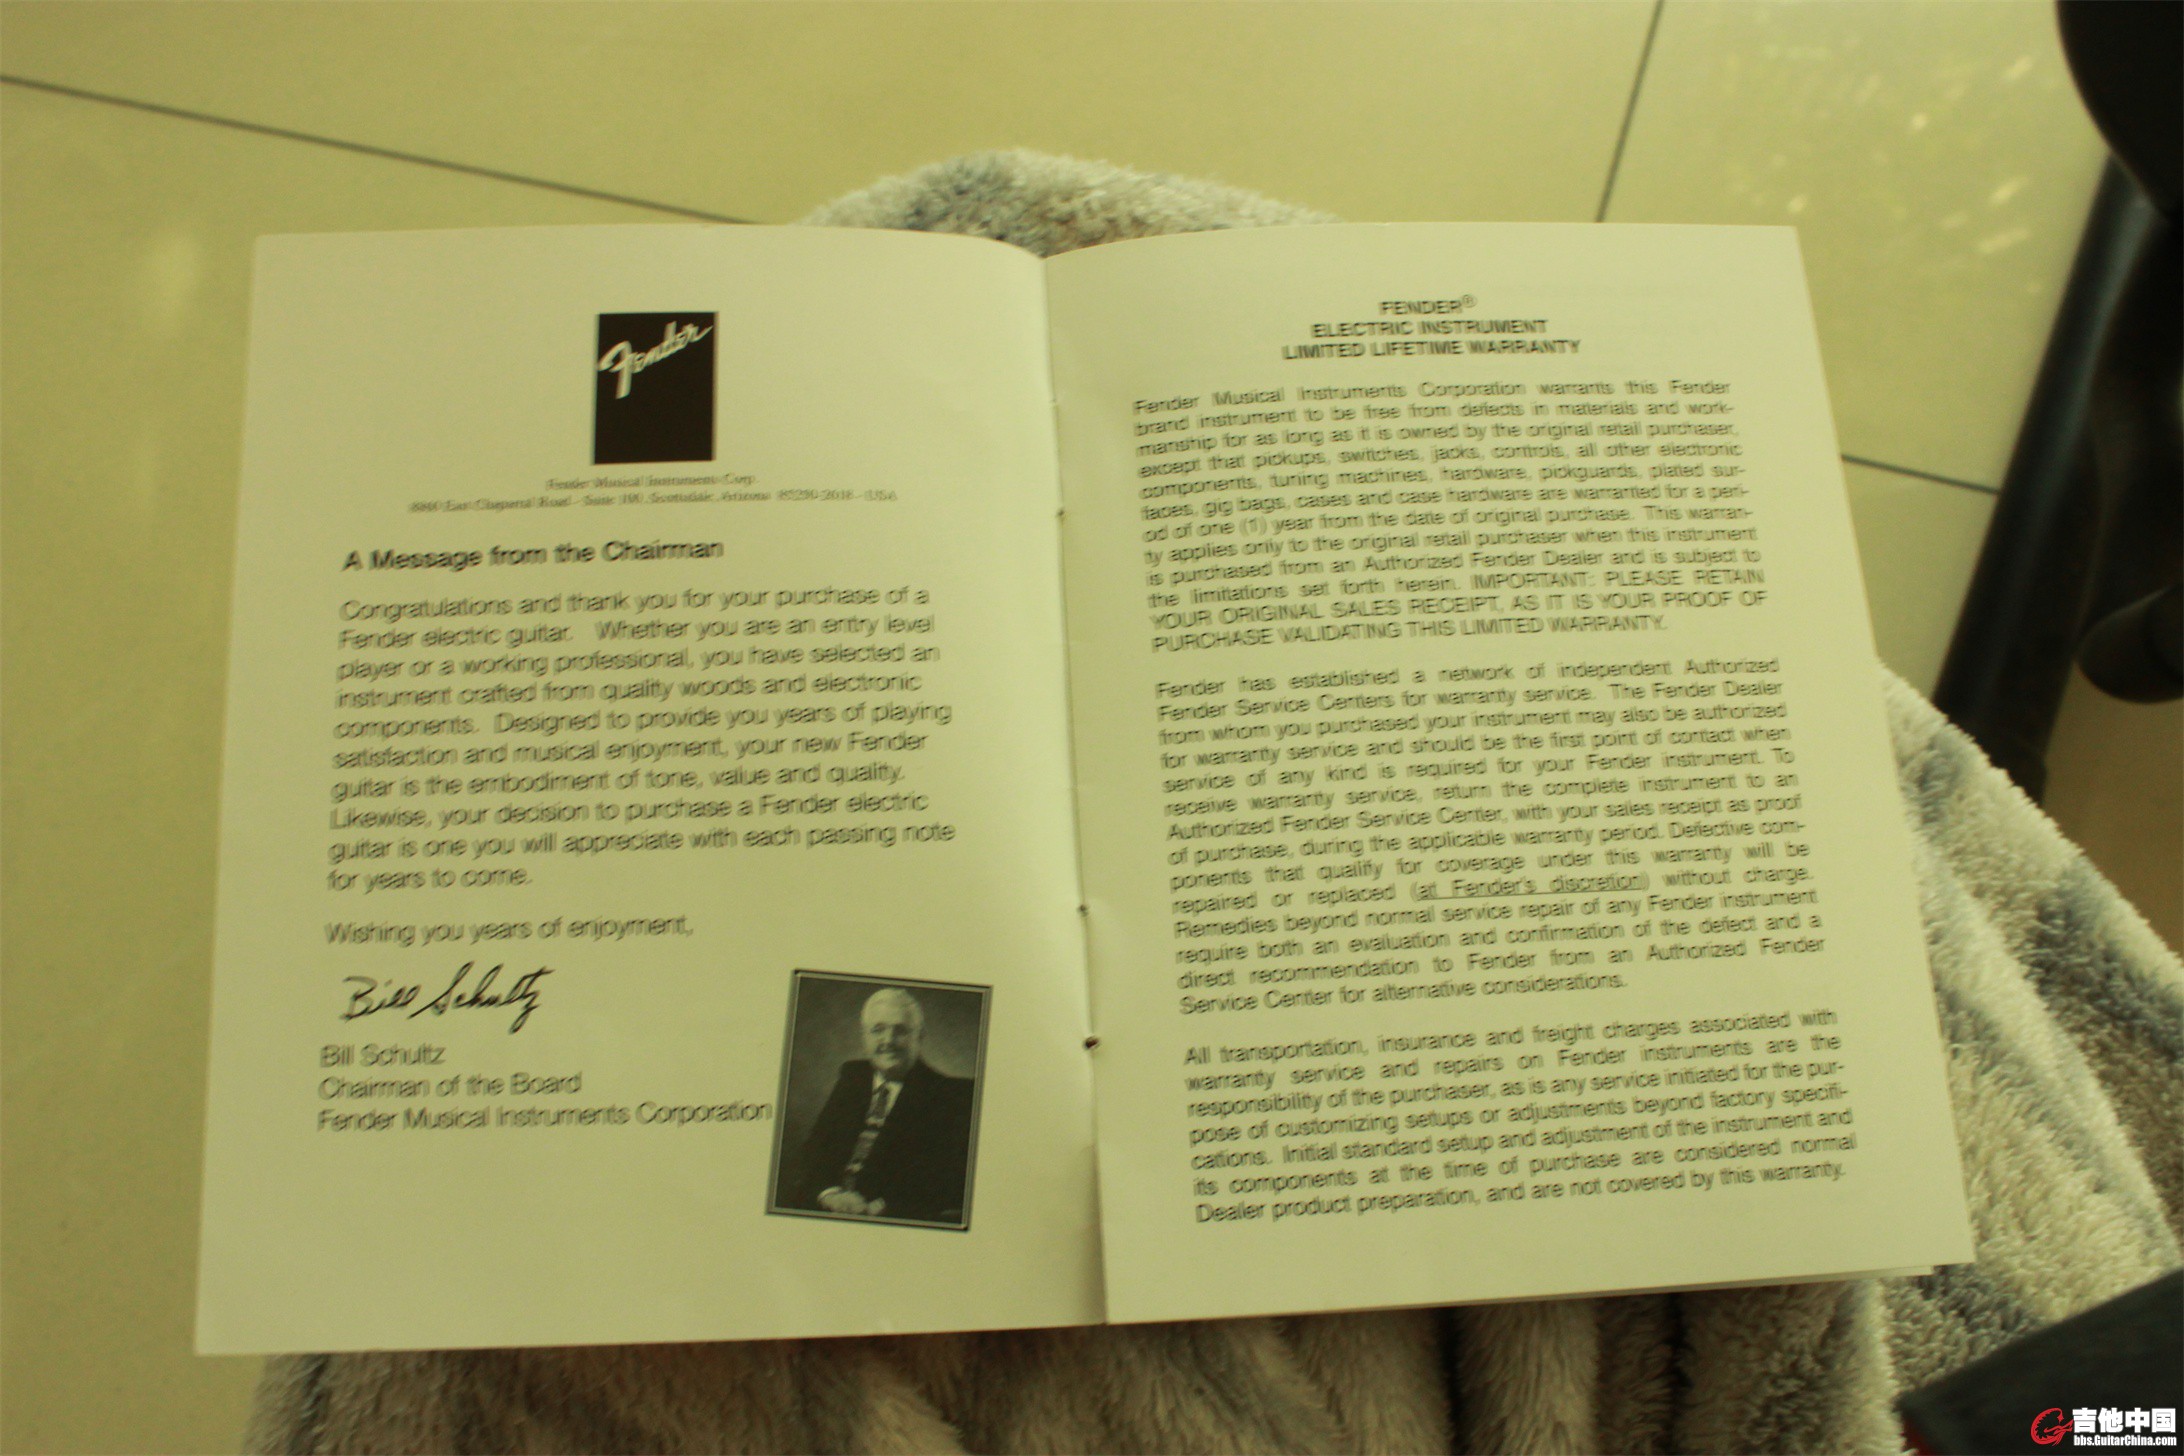 Fender
Fender Musical Instruments Corp.
8860 East Chaparral Road - Suite 100, Scottsdale, Arizona 85250-2618 - USA
A Message from the Chairman
Congratulations and thank you for your purchase of a
Fender electric guitar. Whether you are an entry level
player or a working professional, you have selected an
instrument crafted from quality woods and electronic
components. Designed to provide you years of playing
satisfaction and musical enjoyment, your new Fender
guitar is the embodiment of tone, value and quality.
Likewise, your decision to purchase a Fender electric
guitar is one you will appreciate with each passing note
for years to come.
Wishing you years of enjoyment,
Bill Schultz
Bill Schultz
Chairman of the Board
Fender Musical Instruments Corporation
FENDER®
ELECTRIC INSTRUMENT
LIMITED LIFETIME WARRANTY
Fender Musical Instruments Corporation warrants this Fender
brand instrument to be free from defects in materials and work-
manship for as long as it is owned by the original retail purchaser,
except that pickups, switches, jacks, controls, all other electronic
components, tuning machines, hardware, pickguards, plated sur-
faces, gig bags, cases and case hardware are warranted for a peri-
od of one (1) year from the date of original purchase. This warran-
ty applies only to the original retail purchaser when this instrument
is purchased from an Authorized Fender Dealer and is subject to
the limitations set forth herein. IMPORTANT: PLEASE RETAIN
YOUR ORIGINAL SALES RECEIPT, AS IT IS YOUR PROOF OF
PURCHASE VALIDATING THIS LIMITED WARRANTY.
Fender has established a network of independent Authorized
Fender Service Centers for warranty service. The Fender Dealer
from whom you purchased your instrument may also be authorized
for warranty service and should be the first point of contact when
service of any kind is required for your Fender instrument. To
receive warranty service, return the complete instrument to an
Authorized Fender Service Center, with your sales receipt as proof
of purchase, during the applicable warranty period. Defective com-
ponents that qualify for coverage under this warranty will be
repaired or replaced (at Fender's discretion) without charge.
Remedies beyond normal service repair of any Fender instrument
require both an evaluation and confirmation of the defect and a
direct recommendation to Fender from an Authorized Fender
Service Center for alternative considerations.
All transportation, insurance and freight charges associated with
warranty service and repairs on Fender instruments are the
responsibility of the purchaser, as is any service initiated for the pur-
pose of customizing setups or adjustments beyond factory specifi-
cations. Initial standard setup and adjustment of the instrument and
its components at the time of purchase are considered normal
Dealer product preparation, and are not covered by this warranty.
吉他中国
bbs.GuitarChina.com